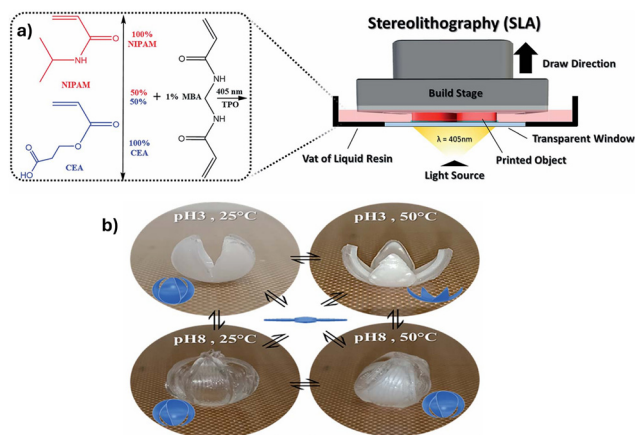 a)
100%
NIPAM
NIPAM
50%
50%
+ 1% MBA
405 nm
TPO
100%
CEA
CEA
O
NH
HO
O
O
O
O
NH
NH
O
Stereolithography (SLA)
Draw Direction
Build Stage
λ = 405nm
Transparent Window
Vat of Liquid Resin
Printed Object
Light Source
b)
pH3 , 25°C
pH3 , 50°C
pH8 , 25°C
pH8 , 50°C